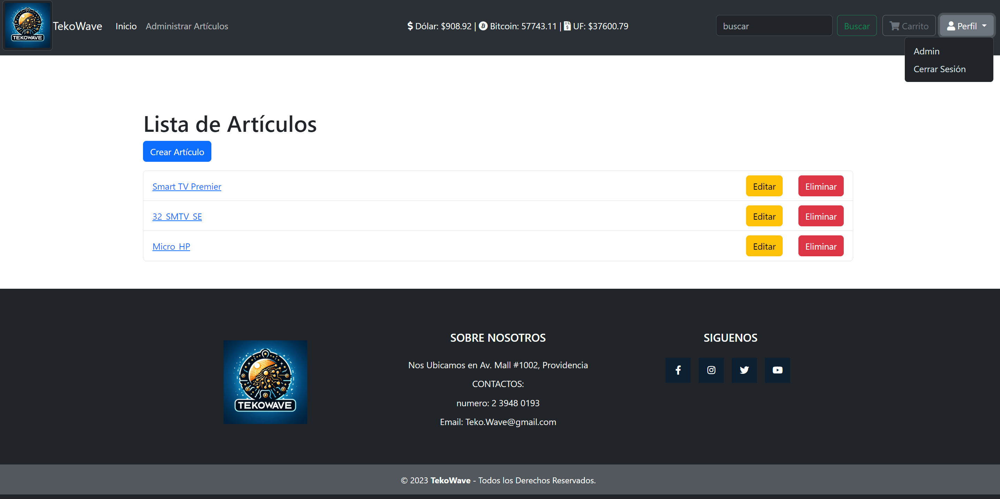 TEKOWAVE
TekoWave Inicio Administrar Artículos Dólar: $908.92 | Bitcoin: 57743.11 | UF: $37600.79 buscar Buscar Carrito Perfil
Admin
Cerrar Sesión
Lista de Artículos
Crear Artículo
Smart TV Premier Editar Eliminar
32_SMTV_SE Editar Eliminar
Micro_HP Editar Eliminar
TEKOWAVE
SOBRE NOSOTROS
Nos Ubicamos en Av. Mall #1002, Providencia
CONTACTOS:
numero: 2 3948 0193
Email: Teko.Wave@gmail.com
SIGUENOS
© 2023 TekoWave - Todos los Derechos Reservados.